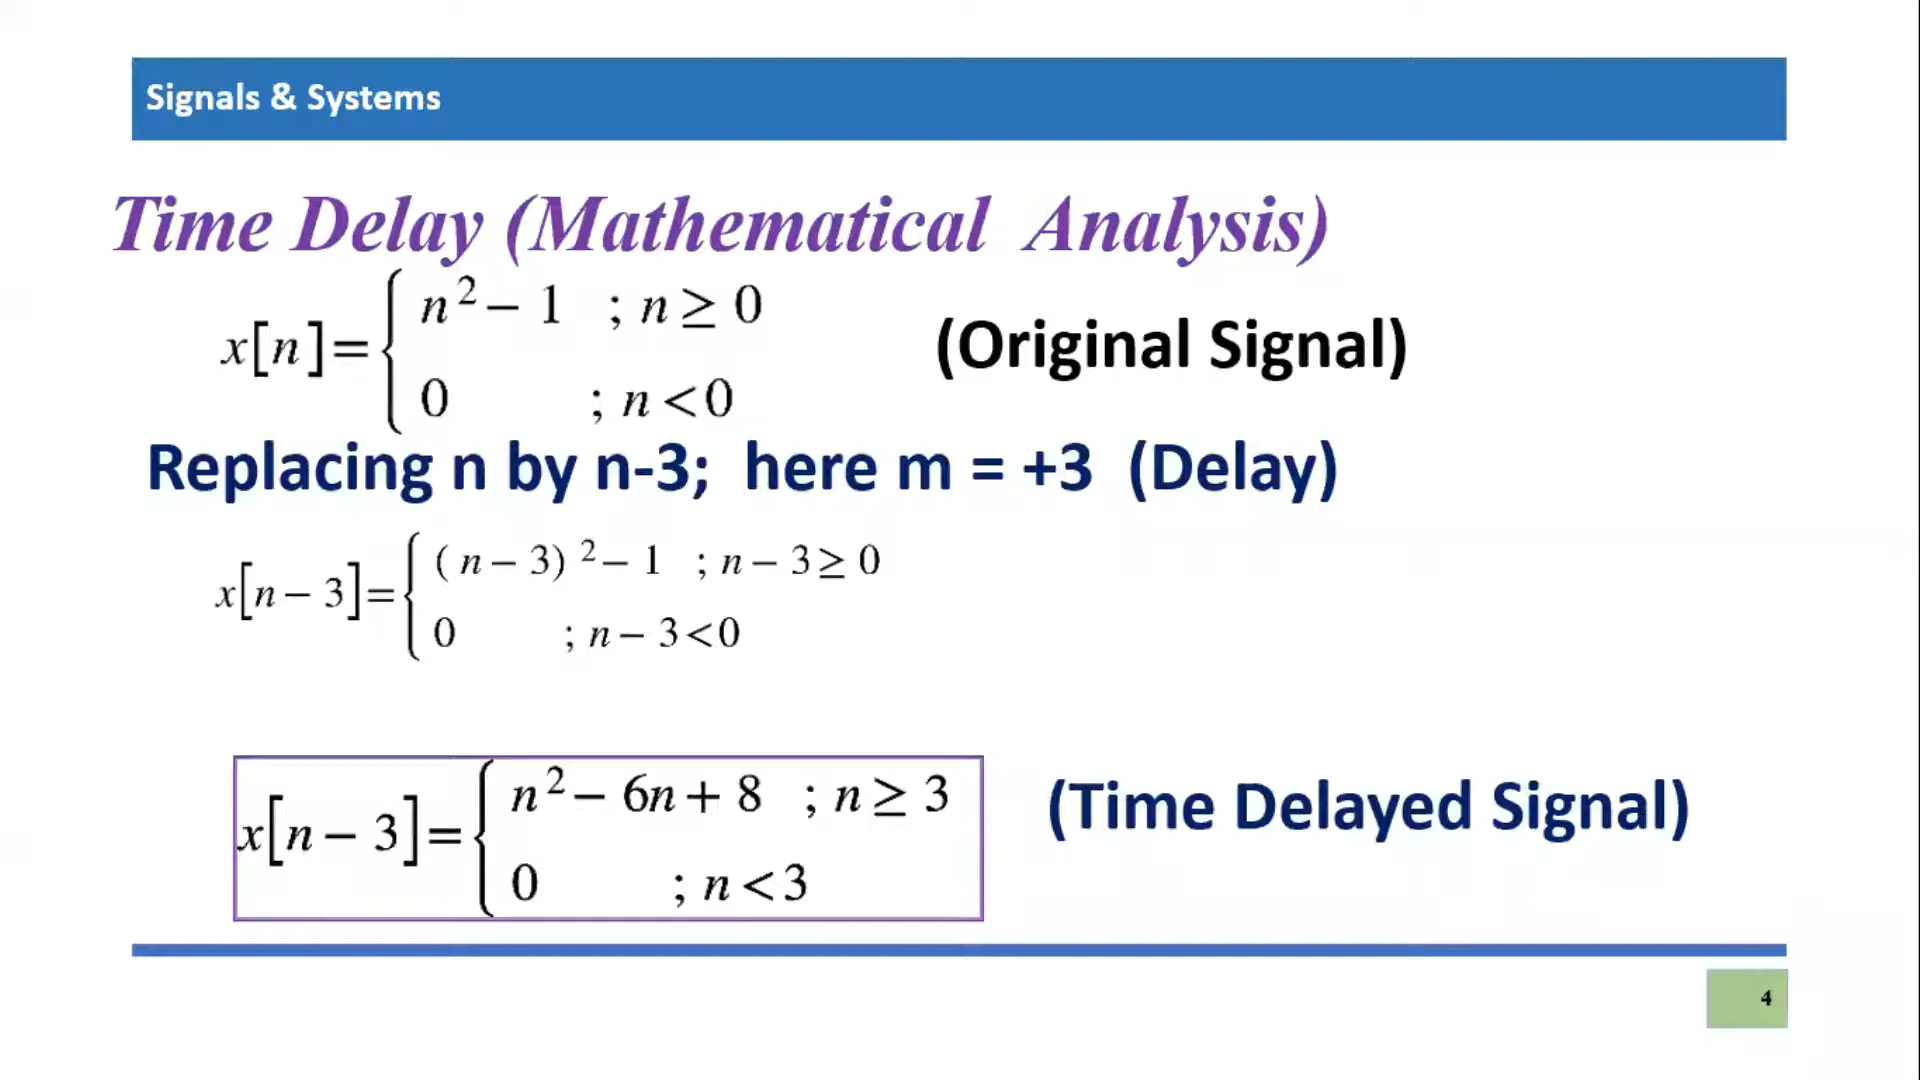 Signals & Systems
Time Delay (Mathematical Analysis)
x[n]={ n² − 1 ; n ≥ 0
0 ; n < 0
(Original Signal)
Replacing n by n-3; here m = +3 (Delay)
x[n − 3]={ (n − 3)² − 1 ; n − 3 ≥ 0
0 ; n − 3 < 0
x[n − 3]={ n² − 6n + 8 ; n ≥ 3
0 ; n < 3
(Time Delayed Signal)
4